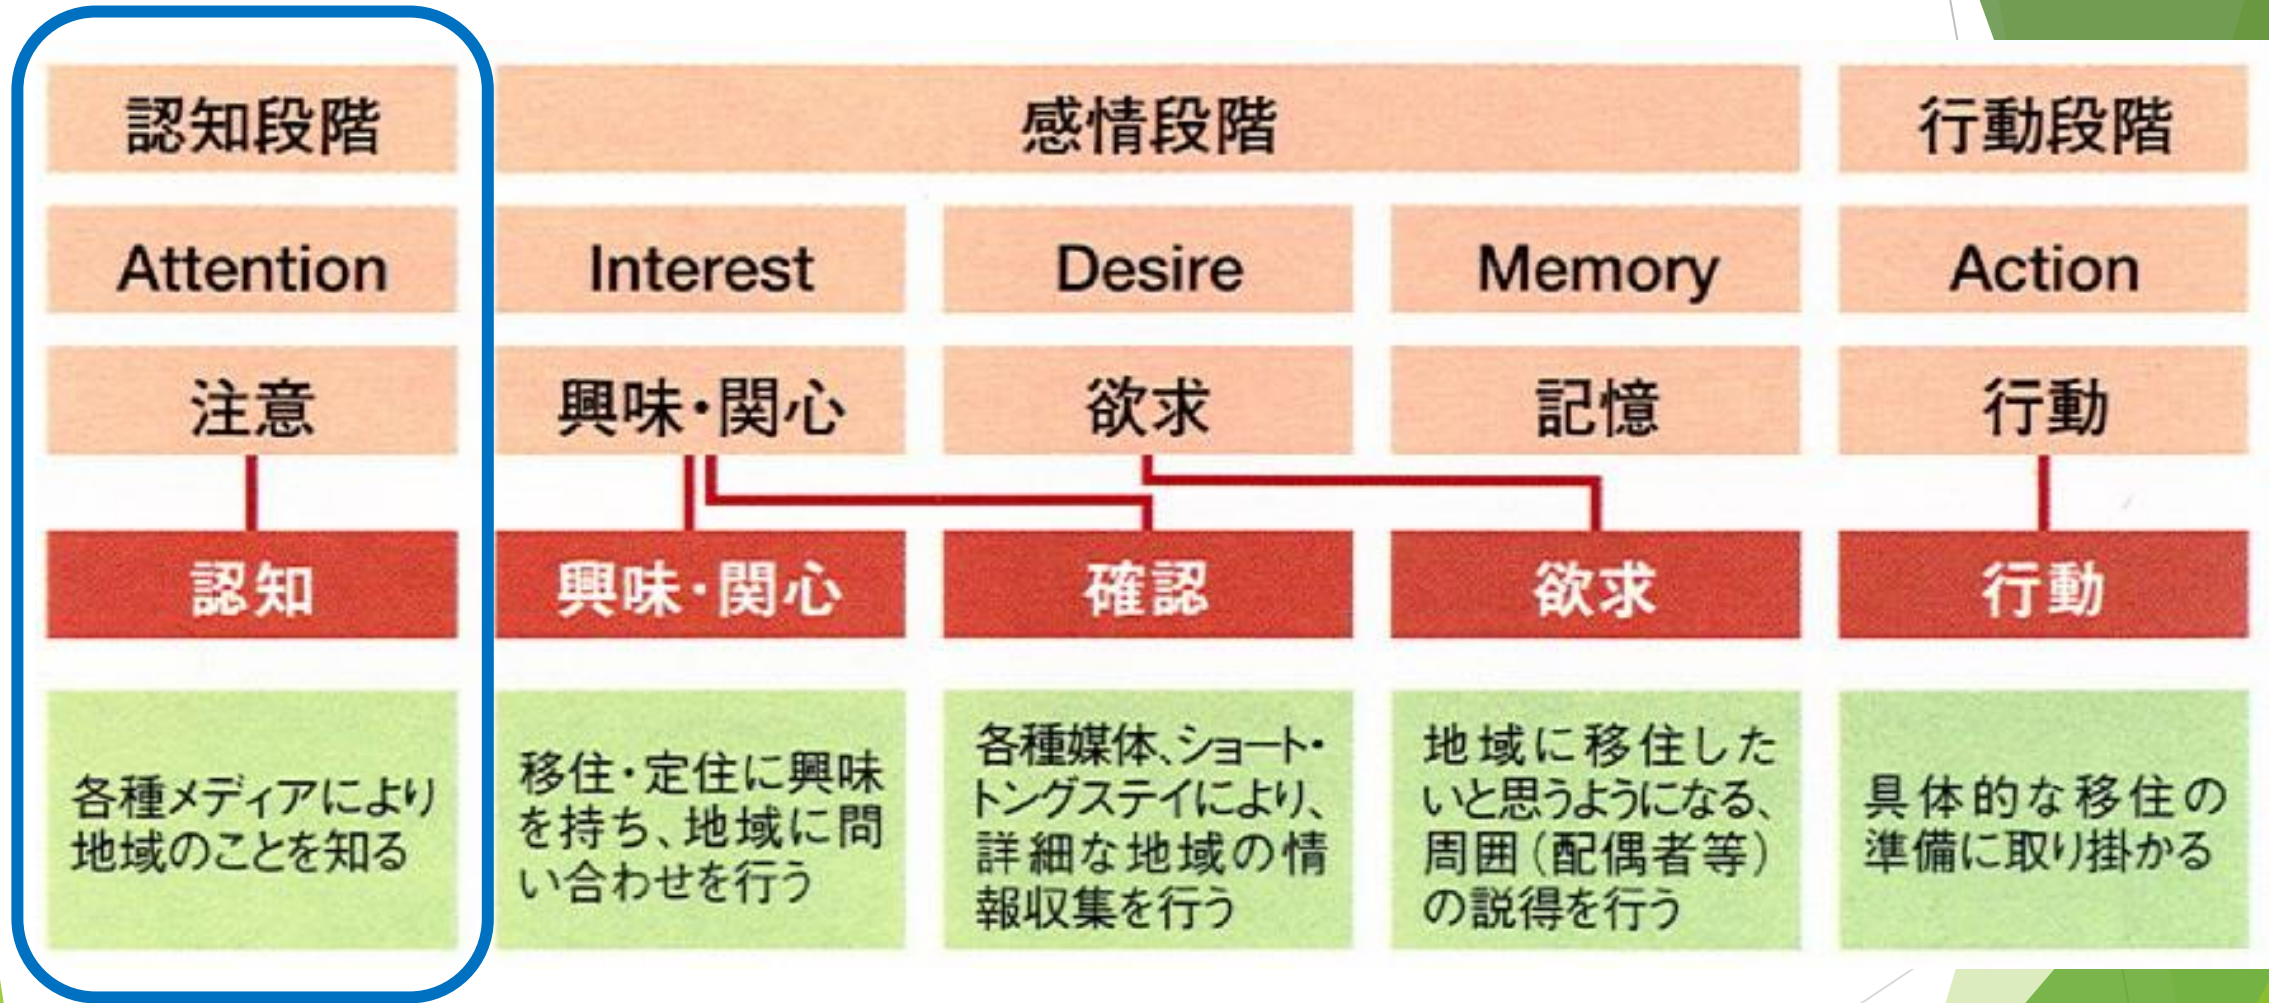 認知段階
感情段階
行動段階
Attention
Interest
Desire
Memory
Action
注意
興味・関心
欲求
記憶
行動
認知
興味・関心
確認
欲求
行動
各種メディアにより
地域のことを知る
移住・定住に興味
を持ち、地域に問
い合わせを行う
各種媒体、ショート・
トングステイにより、
詳細な地域の情
報収集を行う
地域に移住した
いと思うようになる、
周囲(配偶者等)
の説得を行う
具体的な移住の
準備に取り掛かる